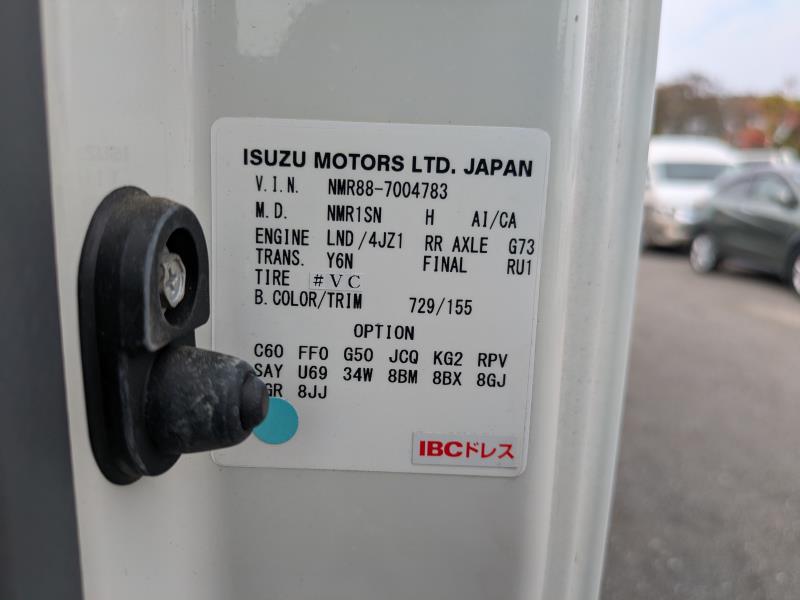 ISUZU MOTORS LTD. JAPAN
V.I.N. NMR88-7004783
M.D. NMR1SN H AI/CA
ENGINE LND/4JZ1 RR AXLE G73
TRANS. Y6N FINAL RU1
TIRE #VC
B.COLOR/TRIM 729/155
OPTION
C60 FF0 G50 JCQ KG2 RPV
SAY U69 34W 8BM 8BX 8GJ
8JJ
IBCドレス